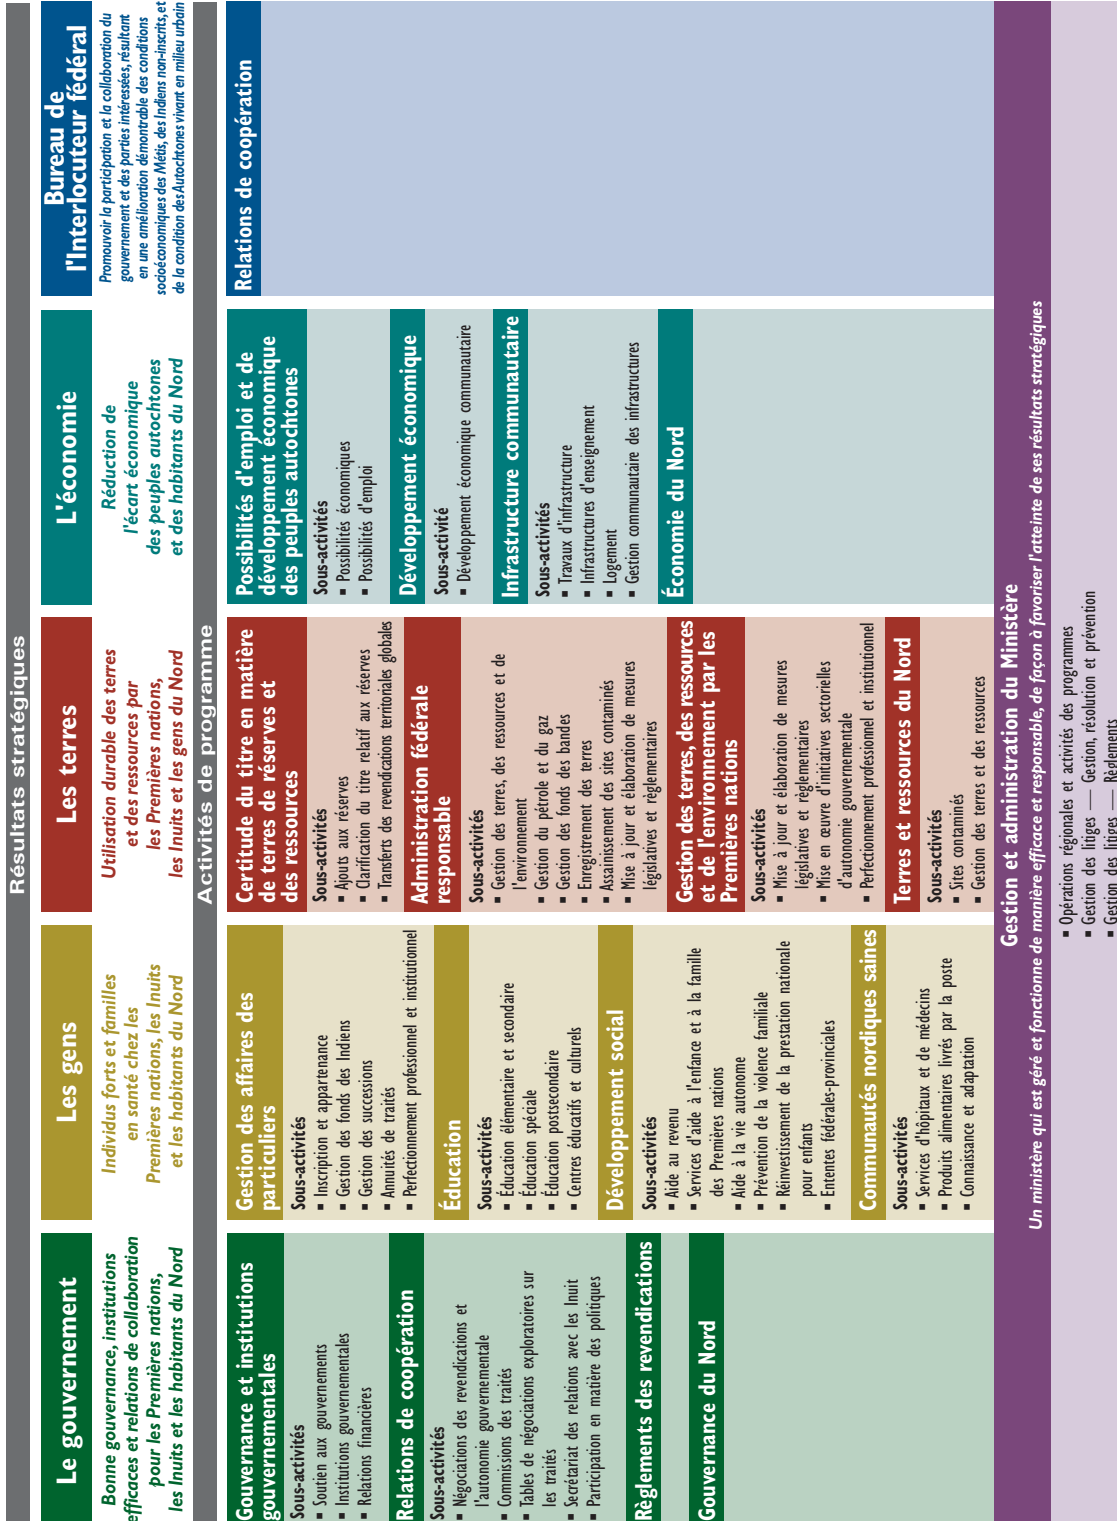 Résultats stratégiques
Le gouvernement
Bonne gouvernance, institutions
efficaces et relations de collaboration
pour les Premières nations,
les Inuits et les habitants du Nord
Les gens
Individus forts et familles
en santé chez les
Premières nations, les Inuits
et les habitants du Nord
Les terres
Utilisation durable des terres
et des ressources par
les Premières nations,
les Inuits et les gens du Nord
L'économie
Réduction de
l'écart économique
des peuples autochtones
et des habitants du Nord
Bureau de
l'Interlocuteur fédéral
Promouvoir la participation et la collaboration du
gouvernement et des parties intéressées, résultant
en une amélioration démontrable des conditions
socioéconomiques des Métis, des Indiens non-inscrits, et
de la condition des Autochtones vivant en milieu urbain
Activités de programme
Gouvernance et institutions
gouvernementales
Sous-activités
▪ Soutien aux gouvernements
▪ Institutions gouvernementales
▪ Relations financières
Relations de coopération
Sous-activités
▪ Négociations des revendications et
l'autonomie gouvernementale
▪ Commissions des traités
▪ Tables de négociations exploratoires sur
les traités
▪ Secrétariat des relations avec les Inuit
▪ Participation en matière des politiques
Règlements des revendications
Gouvernance du Nord
Gestion des affaires des
particuliers
Sous-activités
▪ Inscription et appartenance
▪ Gestion des fonds des Indiens
▪ Gestion des successions
▪ Annuités de traités
▪ Perfectionnement professionnel et institutionnel
Éducation
Sous-activités
▪ Éducation élémentaire et secondaire
▪ Éducation spéciale
▪ Éducation postsecondaire
▪ Centres éducatifs et culturels
Développement social
Sous-activités
▪ Aide au revenu
▪ Services d'aide à l'enfance et à la famille
des Premières nations
▪ Aide à la vie autonome
▪ Prévention de la violence familiale
▪ Réinvestissement de la prestation nationale
pour enfants
▪ Ententes fédérales-provinciales
Communautés nordiques saines
Sous-activités
▪ Services d'hôpitaux et de médecins
▪ Produits alimentaires livrés par la poste
▪ Connaissance et adaptation
Certitude du titre en matière
de terres de réserves et
des ressources
Sous-activités
▪ Ajouts aux réserves
▪ Clarification du titre relatif aux réserves
▪ Transferts des revendications territoriales globales
Administration fédérale
responsable
Sous-activités
▪ Gestion des terres, des ressources et de
l'environnement
▪ Gestion du pétrole et du gaz
▪ Gestion des fonds des bandes
▪ Enregistrement des terres
▪ Assainissement des sites contaminés
▪ Mise à jour et élaboration de mesures
législatives et réglementaires
Gestion des terres, des ressources
et de l'environnement par les
Premières nations
Sous-activités
▪ Mise à jour et élaboration de mesures
législatives et réglementaires
▪ Mise en œuvre d'initiatives sectorielles
d'autonomie gouvernementale
▪ Perfectionnement professionnel et institutionnel
Terres et ressources du Nord
Sous-activités
▪ Sites contaminés
▪ Gestion des terres et des ressources
Possibilités d'emploi et de
développement économique
des peuples autochtones
Sous-activités
▪ Possibilités économiques
▪ Possibilités d'emploi
Développement économique
Sous-activité
▪ Développement économique communautaire
Infrastructure communautaire
Sous-activités
▪ Travaux d'infrastructure
▪ Infrastructures d'enseignement
▪ Logement
▪ Gestion communautaire des infrastructures
Économie du Nord
Relations de coopération
Gestion et administration du Ministère
Un ministère qui est géré et fonctionne de manière efficace et responsable, de façon à favoriser l'atteinte de ses résultats stratégiques
▪ Opérations régionales et activités des programmes
▪ Gestion des litiges — Gestion, résolution et prévention
▪ Gestion des litiges — Règlements